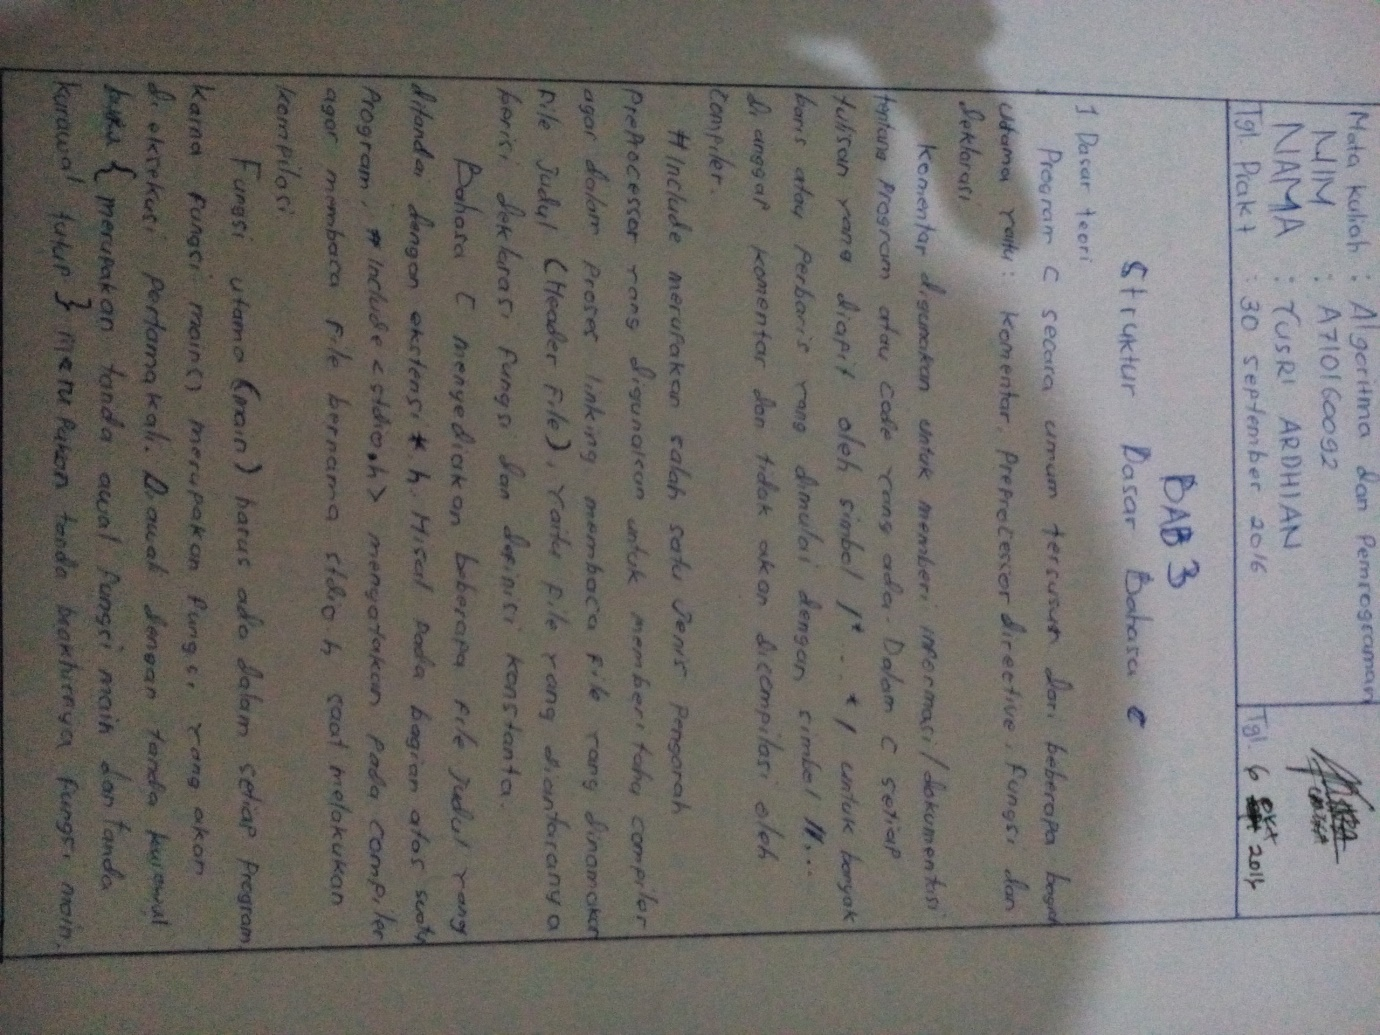 Mata kuliah : Algoritma dan Pemrograman
NIM : A710160092
NAMA : YUSRI ARDHIAN
Tgl. Prakt : 30 september 2016
Tgl. 6 okt 2016
BAB 3
Struktur Dasar Bahasa C
1 Dasar teori
Program C secara umum tersusun dari beberapa bagian
utama yaitu : komentar, Preprocessor directive, fungsi dan
deklarasi
komentar digunakan untuk memberi informasi / dokumentasi
tentang Program atau code yang ada. Dalam C setiap
tulisan yang diapit oleh simbol /* ... */ untuk banyak
baris atau perbaris yang dimulai dengan simbol //...
di anggap komentar dan tidak akan dicompilasi oleh
Compiler.
#Include merupakan salah satu Jenis Pengarah
PreProcessor yang digunakan untuk memberi tahu compiler
agar dalam proses linking membaca file yang dinamakan
file Judul (Header file), yaitu file yang diantaranya
berisi deklarasi fungsi dan definisi konstanta.
Bahasa C menyediakan beberapa file Judul yang
ditandai dengan ekstensi *h. Misal pada bagian atas suatu
Program, #Include <stdio.h> menyatakan pada compiler
agar membaca file bernama stdio h saat melakukan
kompilasi
Fungsi utama (main) harus ada dalam setiap Program
karna fungsi main() merupakan fungsi yang akan
di eksekusi pertamakali. Diawali dengan tanda kurawal
buka { merupakan tanda awal fungsi main dan tanda
kurawal tutup } merupakan tanda berakhirnya fungsi main.